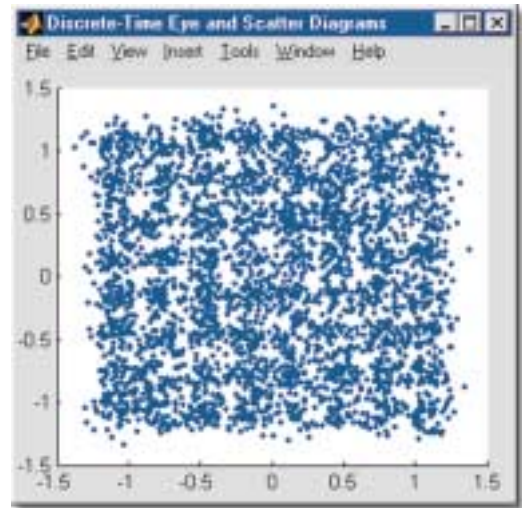 Discrete-Time Eye and Scatter Diagrams
File Edit View Insert Tools Window Help
1.5
1
0.5
0
-0.5
-1
-1.5
-1.5 -1 -0.5 0 0.5 1 1.5